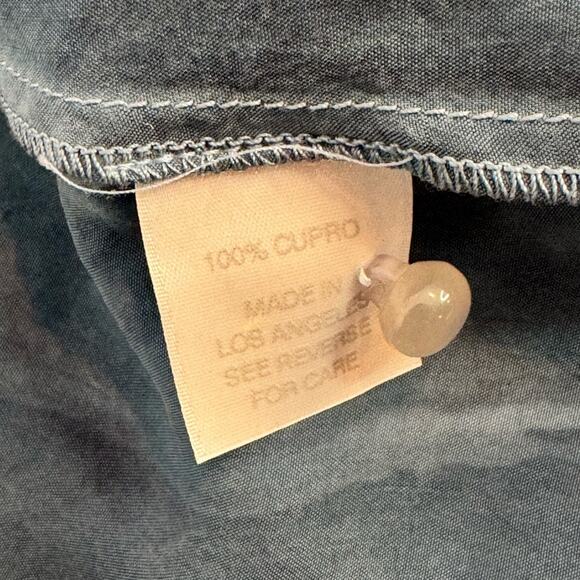 100% CUPRO
MADE IN
LOS ANGELES
SEE REVERSE
FOR CARE